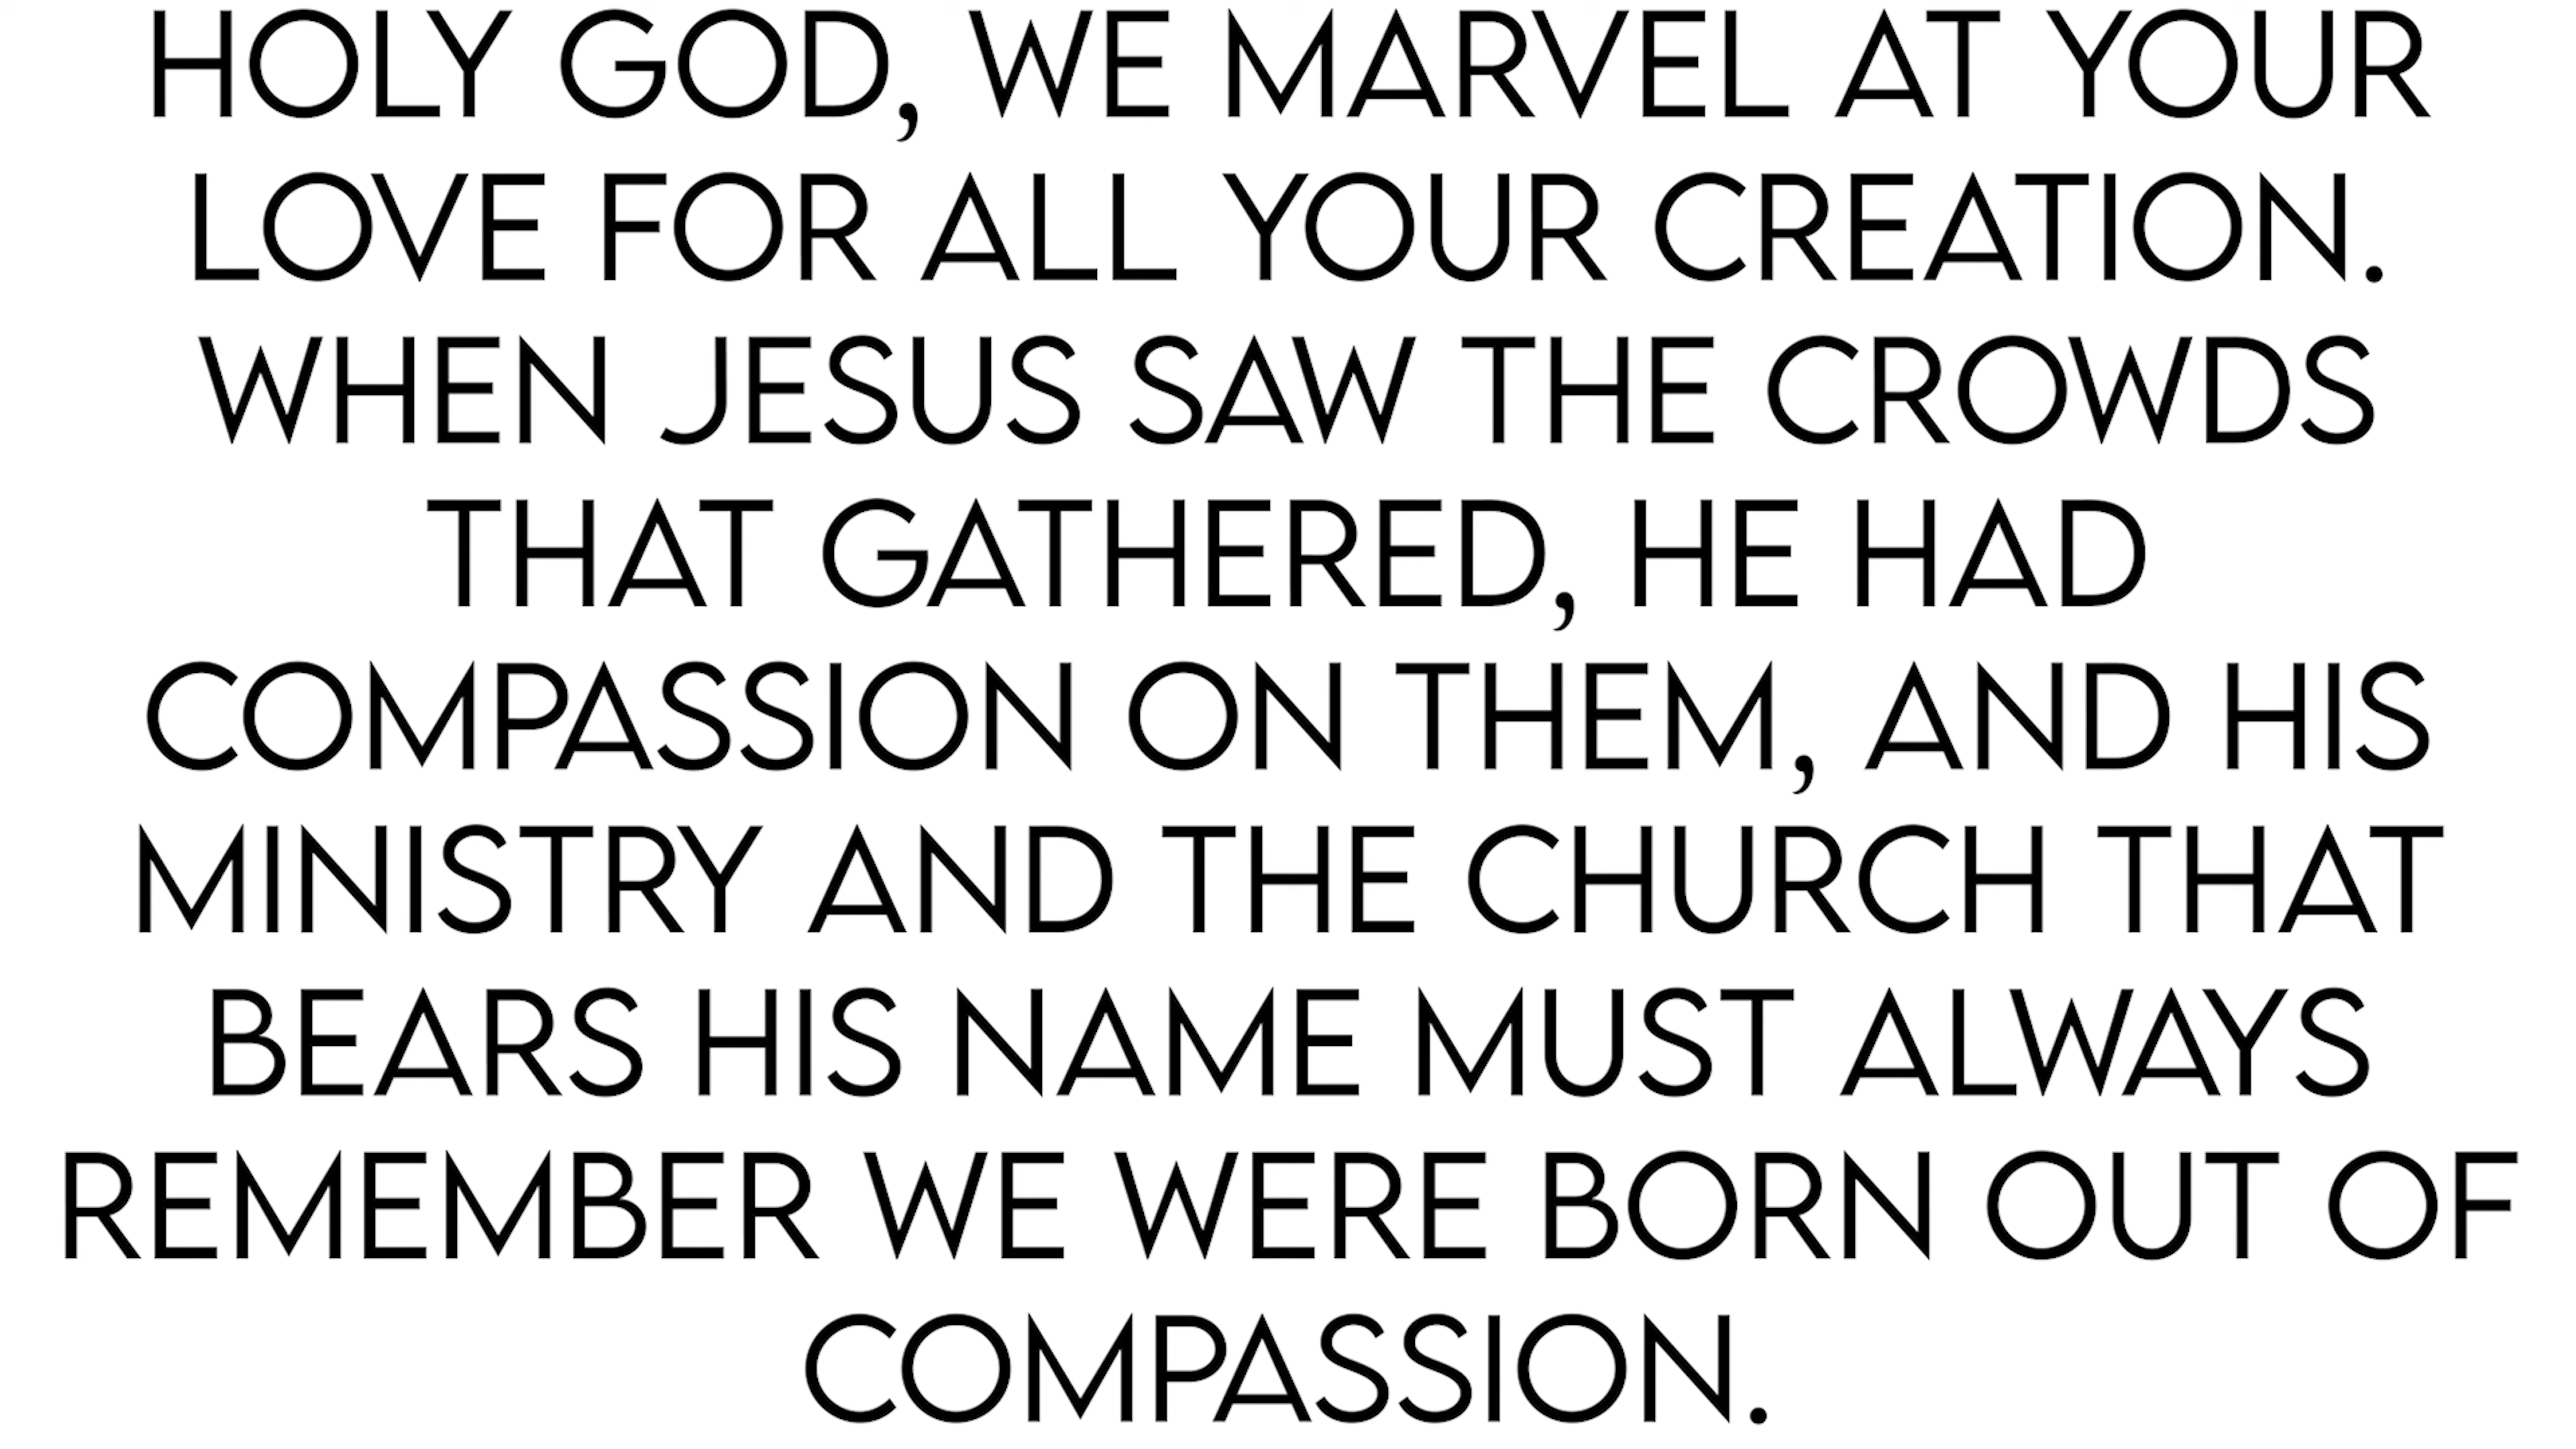 HOLY GOD, WE MARVEL AT YOUR
LOVE FOR ALL YOUR CREATION.
WHEN JESUS SAW THE CROWDS
THAT GATHERED, HE HAD
COMPASSION ON THEM, AND HIS
MINISTRY AND THE CHURCH THAT
BEARS HIS NAME MUST ALWAYS
REMEMBER WE WERE BORN OUT OF
COMPASSION.